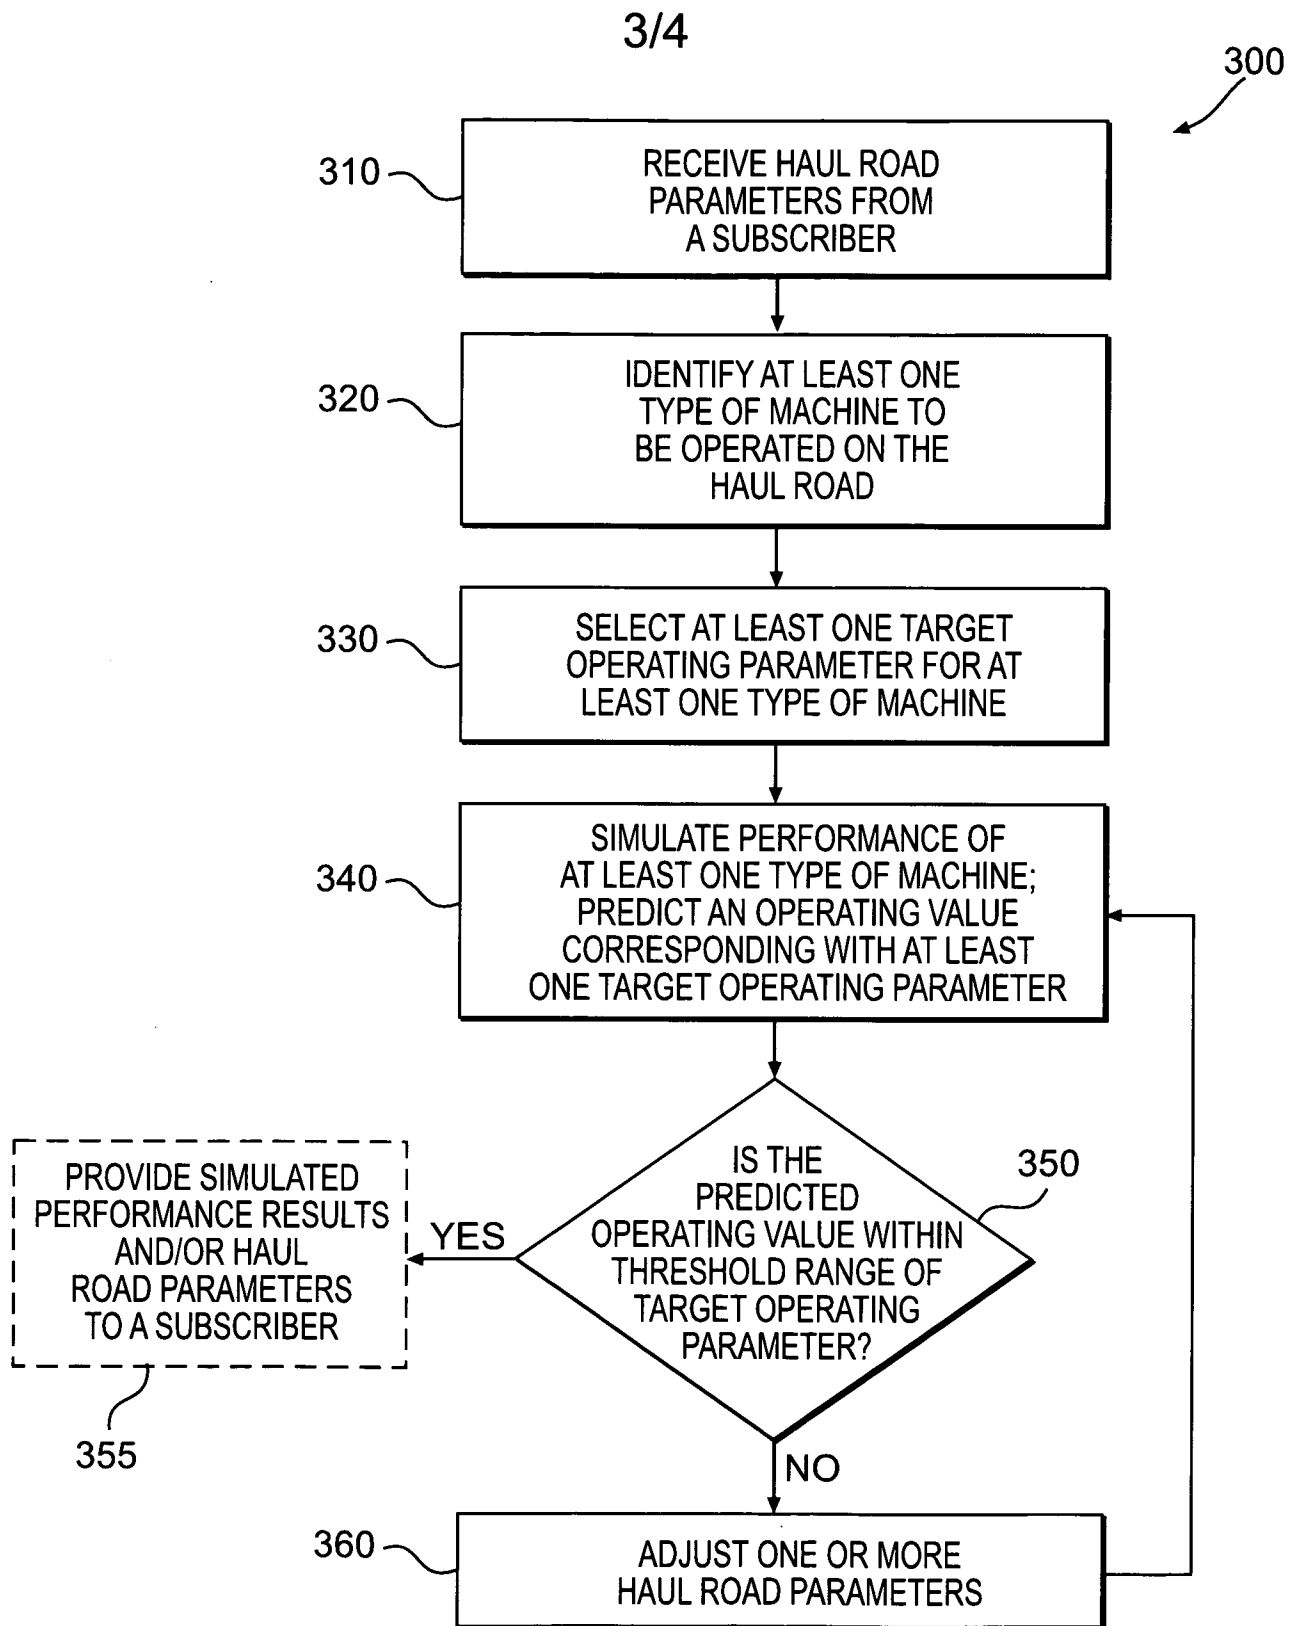 3/4
300
310
RECEIVE HAUL ROAD
PARAMETERS FROM
A SUBSCRIBER
320
IDENTIFY AT LEAST ONE
TYPE OF MACHINE TO
BE OPERATED ON THE
HAUL ROAD
330
SELECT AT LEAST ONE TARGET
OPERATING PARAMETER FOR AT
LEAST ONE TYPE OF MACHINE
340
SIMULATE PERFORMANCE OF
AT LEAST ONE TYPE OF MACHINE;
PREDICT AN OPERATING VALUE
CORRESPONDING WITH AT LEAST
ONE TARGET OPERATING PARAMETER
350
IS THE
PREDICTED
OPERATING VALUE WITHIN
THRESHOLD RANGE OF
TARGET OPERATING
PARAMETER?
YES
PROVIDE SIMULATED
PERFORMANCE RESULTS
AND/OR HAUL
ROAD PARAMETERS
TO A SUBSCRIBER
355
NO
360
ADJUST ONE OR MORE
HAUL ROAD PARAMETERS